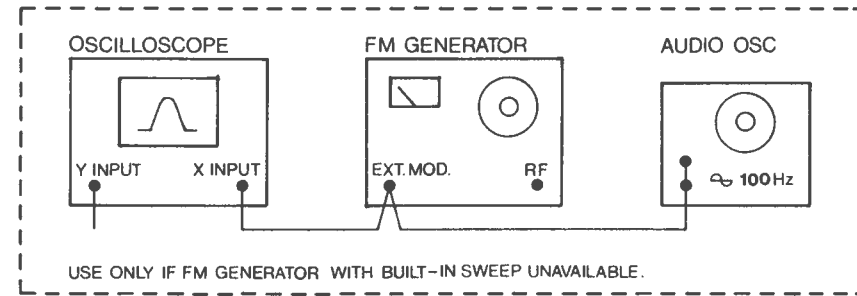 OSCILLOSCOPE FM GENERATOR AUDIO OSC
Y INPUT X INPUT EXT. MOD. RF 100Hz
USE ONLY IF FM GENERATOR WITH BUILT-IN SWEEP UNAVAILABLE.